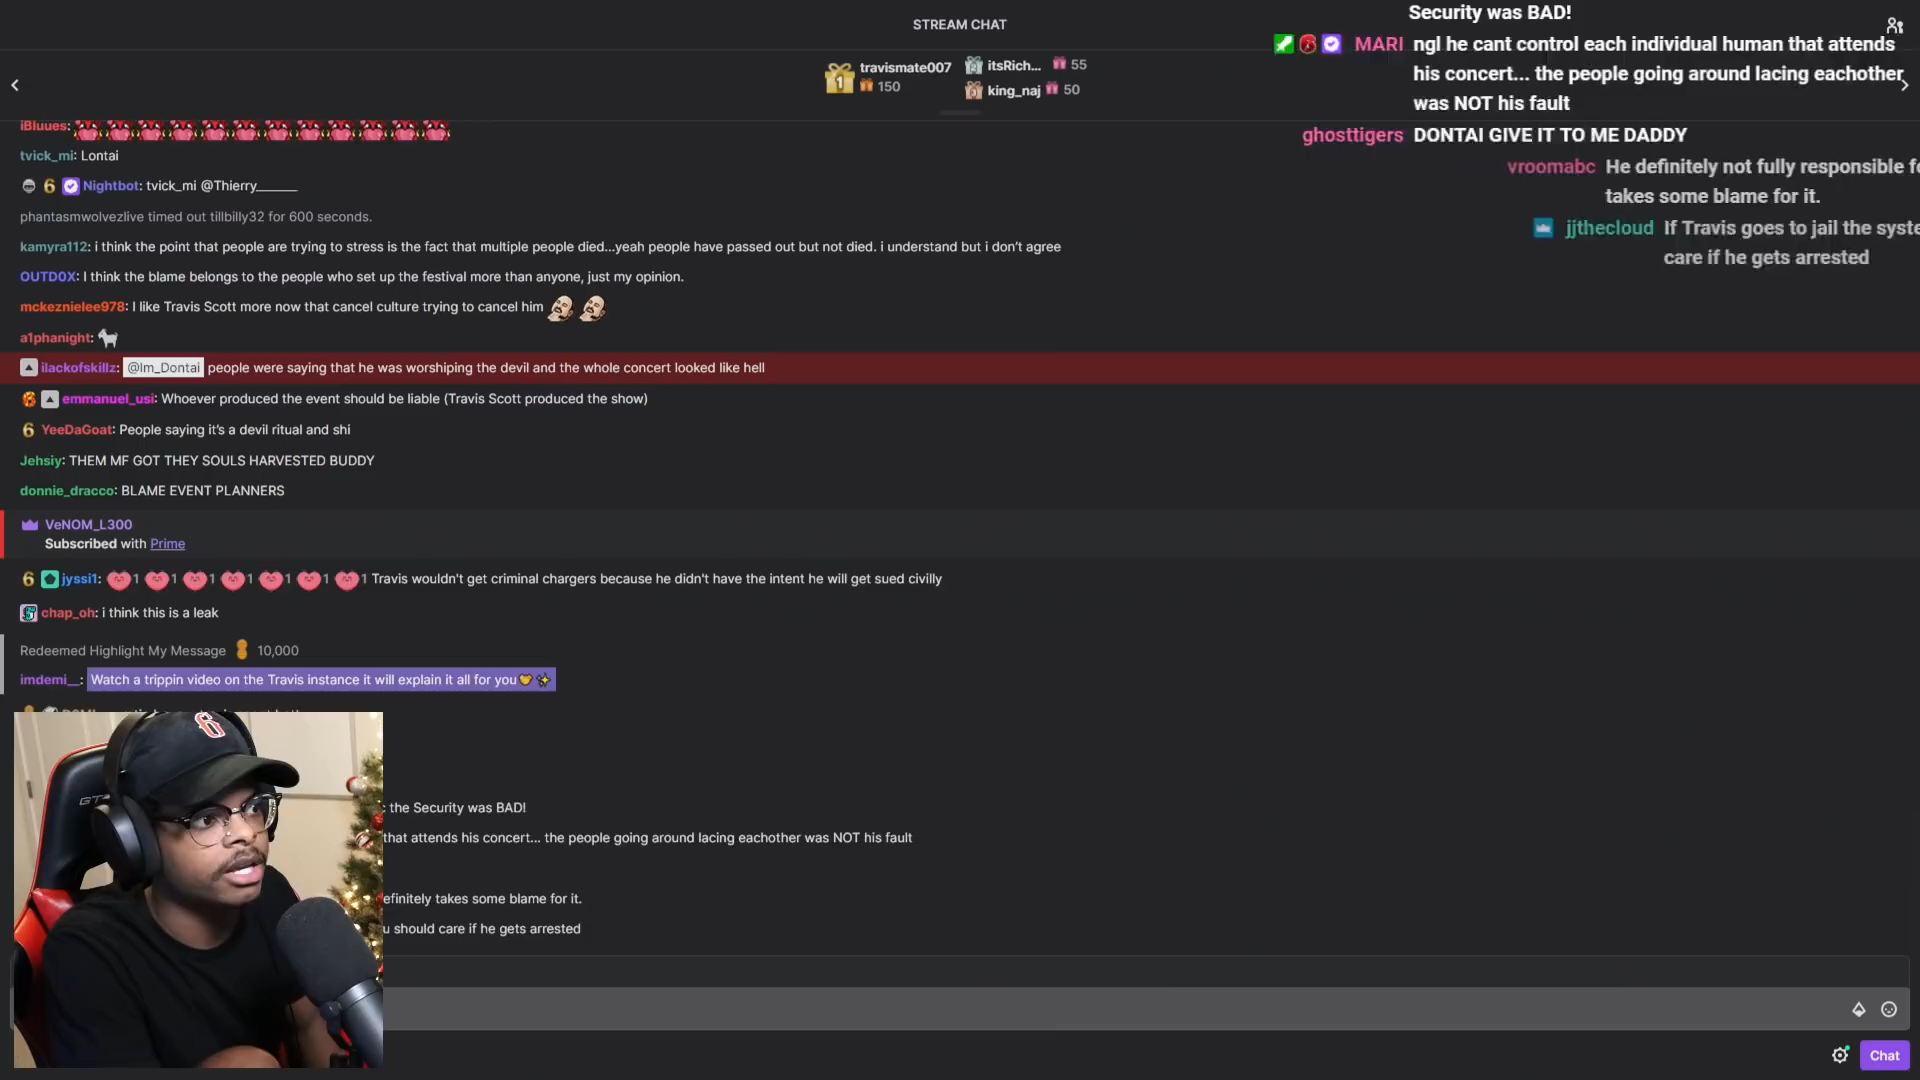 STREAM CHAT
travismate007
150
itsRich... 55
king_naj 50
Security was BAD!
MARI ngl he cant control each individual human that attends
his concert... the people going around lacing eachother
was NOT his fault
ghosttigers DONTAI GIVE IT TO ME DADDY
vroomabc He definitely not fully responsible
takes some blame for it.
jjthecloud If Travis goes to jail the
care if he gets arrested
iBluues:
tvick_mi: Lontai
6 Nightbot: tvick_mi @Thierry______
phantasmwolvezlive timed out tillbilly32 for 600 seconds.
kamyra112: i think the point that people are trying to stress is the fact that multiple people died...yeah people have passed out but not died. i understand but i don't agree
OUTD0X: I think the blame belongs to the people who set up the festival more than anyone, just my opinion.
mckeznielee978: I like Travis Scott more now that cancel culture trying to cancel him
a1phanight:
ilackofskillz: @Im_Dontai people were saying that he was worshiping the devil and the whole concert looked like hell
emmanuel_usi: Whoever produced the event should be liable (Travis Scott produced the show)
6 YeeDaGoat: People saying it's a devil ritual and shi
Jehsiy: THEM MF GOT THEY SOULS HARVESTED BUDDY
donnie_dracco: BLAME EVENT PLANNERS
VeNOM_L300
Subscribed with Prime
6 jyssi1: 1 1 1 1 1 1 1 Travis wouldn't get criminal chargers because he didn't have the intent he will get sued civilly
chap_oh: i think this is a leak
Redeemed Highlight My Message 10,000
imdemi__: Watch a trippin video on the Travis instance it will explain it all for you
the Security was BAD!
that attends his concert... the people going around lacing eachother was NOT his fault
efinitely takes some blame for it.
u should care if he gets arrested
Chat